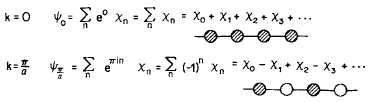 k=0 ψ₀ = Σₙ e⁰ χₙ = Σₙ χₙ = χ₀ + χ₁ + χ₂ + χ₃ + ···
k=π/a ψ_π/a = Σₙ e^πin χₙ = Σₙ (-1)ⁿ χₙ = χ₀ - χ₁ + χ₂ - χ₃ + ···